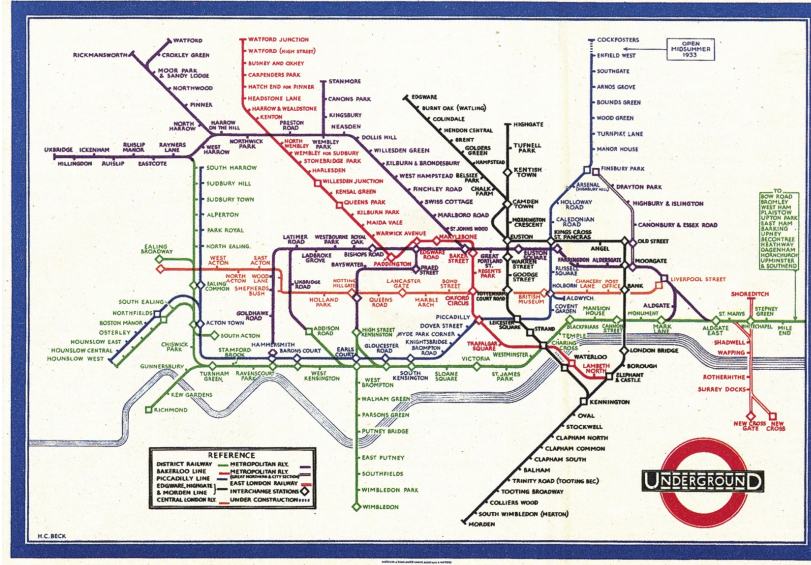 WATFORD
CROXLEY GREEN
RICKMANSWORTH
MOOR PARK
& SANDY LODGE
NORTHWOOD
PINNER
NORTH
HARROW
HARROW
ON THE HILL
WEST
HARROW
NORTHWICK
PARK
PRESTON
ROAD
WEMBLEY
PARK
UXBRIDGE
ICKENHAM
RUISLIP
MANOR
RAYNERS
LANE
HILLINGDON
RUISLIP
EASTCOTE
WATFORD JUNCTION
WATFORD (HIGH STREET)
BUSHEY AND OXHEY
CARPENDERS PARK
HATCH END FOR PINNER
HEADSTONE LANE
HARROW & WEALDSTONE
KENTON
NORTH
WEMBLEY
WEMBLEY FOR SUDBURY
STONEBRIDGE PARK
HARLESDEN
WILLESDEN JUNCTION
KENSAL GREEN
QUEENS PARK
KILBURN PARK
MAIDA VALE
WARWICK AVENUE
PADDINGTON
STANMORE
CANONS PARK
KINGSBURY
NEASDEN
DOLLIS HILL
WILLESDEN GREEN
KILBURN & BRONDESBURY
WEST HAMPSTEAD
FINCHLEY ROAD
SWISS COTTAGE
MARLBORO ROAD
ST JOHNS WOOD
MARYLEBONE
EDGWARE
BURNT OAK (WATLING)
COLINDALE
HENDON CENTRAL
BRENT
GOLDERS
GREEN
HAMPSTEAD
BELSIZE
PARK
CHALK
FARM
HIGHGATE
TUFNELL
PARK
KENTISH
TOWN
CAMDEN
TOWN
MORNINGTON
CRESCENT
EUSTON
COCKFOSTERS
ENFIELD WEST
SOUTHGATE
ARNOS GROVE
BOUNDS GREEN
WOOD GREEN
TURNPIKE LANE
MANOR HOUSE
OPEN
MIDSUMMER
1933
FINSBURY PARK
ARSENAL
(HIGHBURY HILL)
DRAYTON PARK
HOLLOWAY
ROAD
HIGHBURY & ISLINGTON
CALEDONIAN
ROAD
CANONBURY & ESSEX ROAD
KINGS CROSS
ST. PANCRAS
ANGEL
OLD STREET
TO
BOW ROAD
BROMLEY
WEST HAM
PLAISTOW
UPTON PARK
EAST HAM
BARKING
UPNEY
BECONTREE
HEATHWAY
DAGENHAM
HORNCHURCH
UPMINSTER
& SOUTHEND
SOUTH HARROW
SUDBURY HILL
SUDBURY TOWN
ALPERTON
PARK ROYAL
NORTH EALING
EALING
BROADWAY
WEST
ACTON
EAST
ACTON
NORTH
ACTON
WOOD
LANE
SHEPHERDS
BUSH
EALING
COMMON
LATIMER
ROAD
LADBROKE
GROVE
WESTBOURNE
PARK
ROYAL
OAK
BISHOPS ROAD
BAYSWATER
UXBRIDGE
ROAD
NOTTING
HILL GATE
HOLLAND
PARK
QUEENS
ROAD
LANCASTER
GATE
MARBLE
ARCH
BOND
STREET
OXFORD
CIRCUS
EDGWARE
ROAD
PRAED
STREET
BAKER
STREET
GREAT
PORTLAND
ST.
REGENTS
PARK
WARREN
STREET
GOODGE
STREET
TOTTENHAM
COURT ROAD
EUSTON
SQUARE
RUSSELL
SQUARE
FARRINGDON
ALDERSGATE
MOORGATE
HOLBORN
CHANCERY
LANE
POST
OFFICE
BANK
LIVERPOOL STREET
BRITISH
MUSEUM
ALDWYCH
COVENT
GARDEN
ALDGATE
SOUTH EALING
NORTHFIELDS
BOSTON MANOR
OSTERLEY
HOUNSLOW EAST
HOUNSLOW CENTRAL
HOUNSLOW WEST
ACTON TOWN
SOUTH ACTON
CHISWICK
PARK
GUNNERSBURY
KEW GARDENS
RICHMOND
GOLDHAWK
ROAD
HAMMERSMITH
STAMFORD
BROOK
TURNHAM
GREEN
RAVENSCOURT
PARK
BARONS COURT
WEST
KENSINGTON
ADDISON
ROAD
EARLS
COURT
HIGH STREET
KENSINGTON
GLOUCESTER
ROAD
SOUTH
KENSINGTON
KNIGHTSBRIDGE
BROMPTON
ROAD
HYDE PARK CORNER
DOVER STREET
PICCADILLY
SLOANE
SQUARE
VICTORIA
ST. JAMES
PARK
WESTMINSTER
TRAFALGAR
SQUARE
LEICESTER
SQUARE
STRAND
CHARING
CROSS
TEMPLE
BLACKFRIARS
MANSION
HOUSE
CANNON
STREET
MONUMENT
MARK
LANE
ALDGATE
EAST
ST. MARYS
WHITECHAPEL
STEPNEY
GREEN
MILE
END
SHOREDITCH
SHADWELL
WAPPING
ROTHERHITHE
SURREY DOCKS
NEW CROSS
GATE
NEW
CROSS
WATERLOO
LAMBETH
NORTH
ELEPHANT
& CASTLE
LONDON BRIDGE
BOROUGH
KENNINGTON
OVAL
STOCKWELL
CLAPHAM NORTH
CLAPHAM COMMON
CLAPHAM SOUTH
BALHAM
TRINITY ROAD (TOOTING BEC)
TOOTING BROADWAY
COLLIERS WOOD
SOUTH WIMBLEDON (MERTON)
MORDEN
WEST
BROMPTON
WALHAM GREEN
PARSONS GREEN
PUTNEY BRIDGE
EAST PUTNEY
SOUTHFIELDS
WIMBLEDON PARK
WIMBLEDON
REFERENCE
DISTRICT RAILWAY
BAKERLOO LINE
PICCADILLY LINE
EDGWARE, HIGHGATE
& MORDEN LINE
CENTRAL LONDON RLY.
METROPOLITAN RLY.
METROPOLITAN RLY.
(GREAT NORTHERN & CITY SECTION)
EAST LONDON RAILWAY
INTERCHANGE STATIONS
UNDER CONSTRUCTION
UNDERGROUND
H.C. BECK